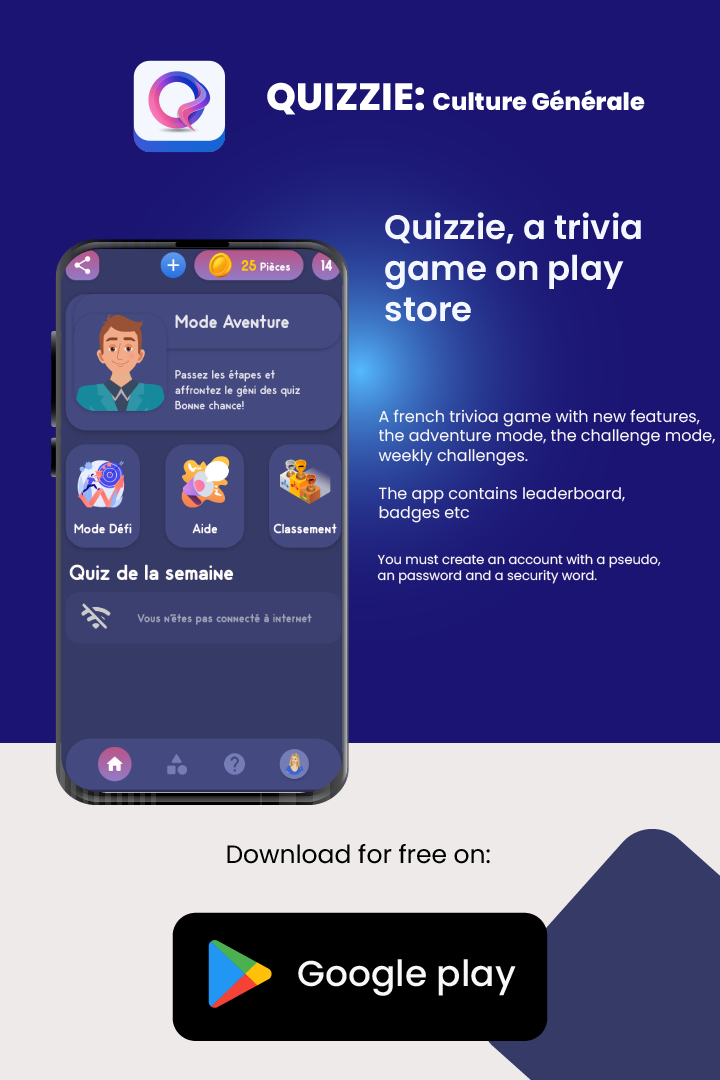 QUIZZIE: Culture Générale
Quizzie, a trivia
game on play
store
25 Pièces
14
Mode Aventure
Passez les étapes et
affrontez le géni des quiz
Bonne chance!
Mode Défi
Aide
Classement
Quiz de la semaine
Vous n'êtes pas connecté à internet
A french trivioa game with new features,
the adventure mode, the challenge mode,
weekly challenges.
The app contains leaderboard,
badges etc
You must create an account with a pseudo,
an password and a security word.
Download for free on:
Google play